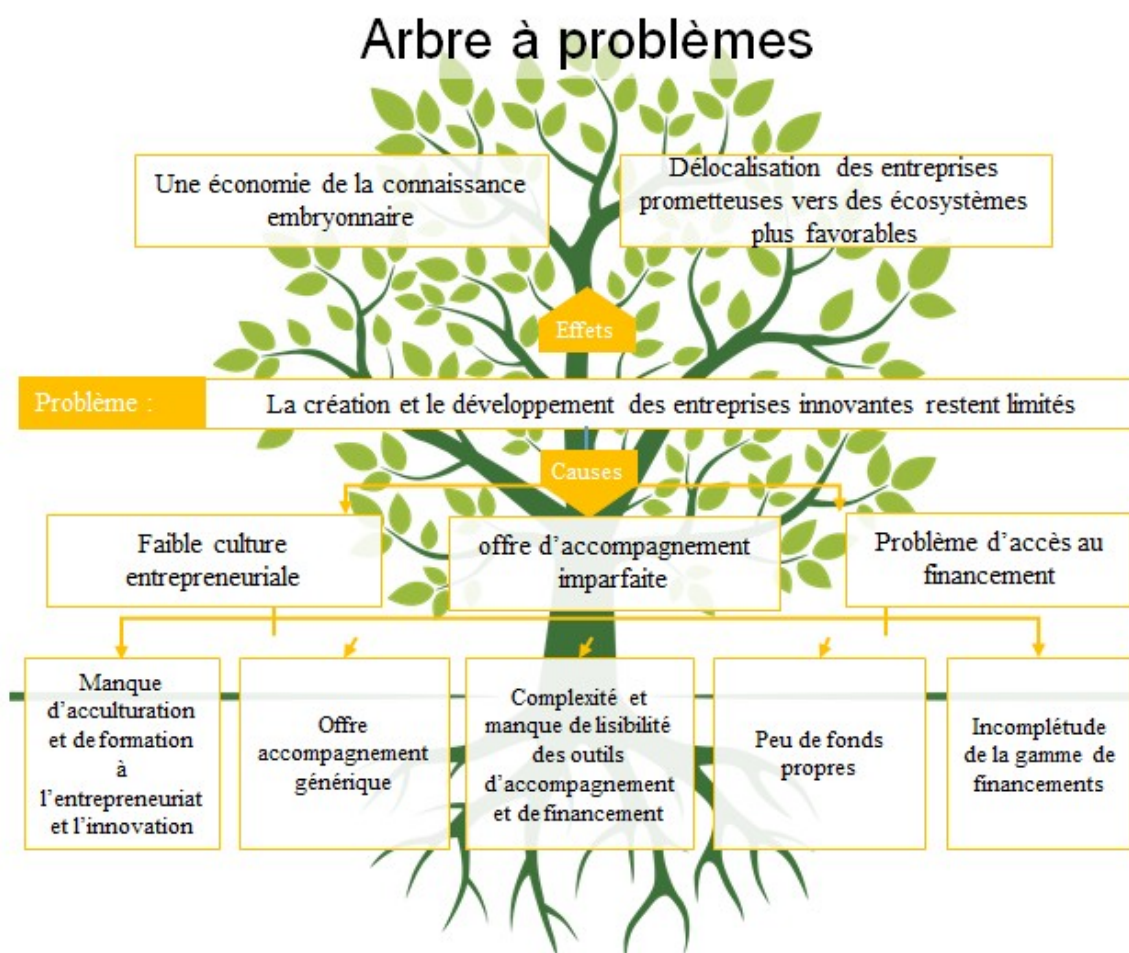 Arbre à problèmes
Une économie de la connaissance
embryonnaire
Délocalisation des entreprises
prometteuses vers des écosystèmes
plus favorables
Effets
Problème :
La création et le développement des entreprises innovantes restent limités
Causes
Faible culture
entrepreneuriale
offre d'accompagnement
imparfaite
Problème d'accès au
financement
Manque
d'acculturation
et de formation
à
l'entrepreneuriat
et l'innovation
Offre
accompagnement
générique
Complexité et
manque de lisibilité
des outils
d'accompagnement
et de financement
Peu de fonds
propres
Incomplétude
de la gamme de
financements